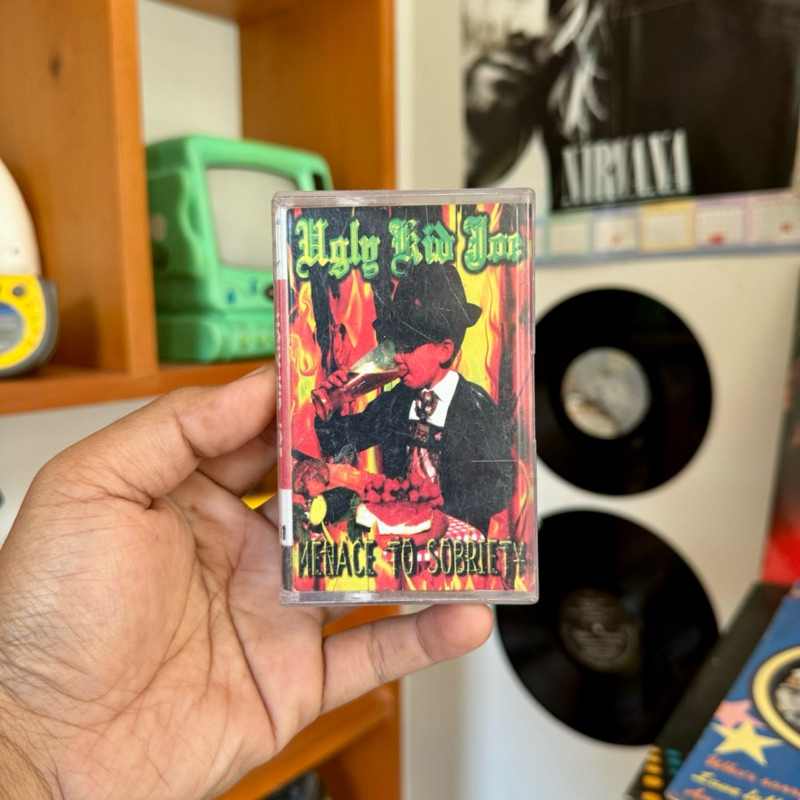 NIRVANA
Ugly Kid Joe
MENACE TO SOBRIETY